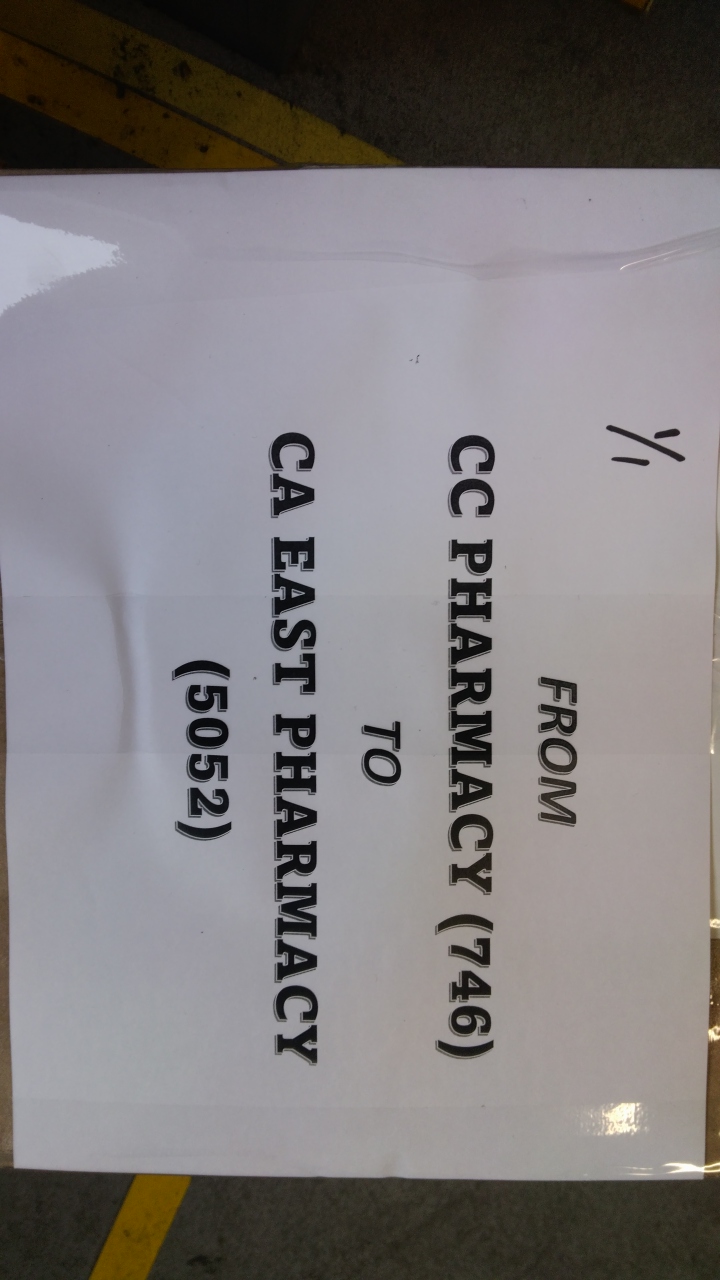 1/1
FROM
CC PHARMACY (746)
TO
CA EAST PHARMACY
(5052)